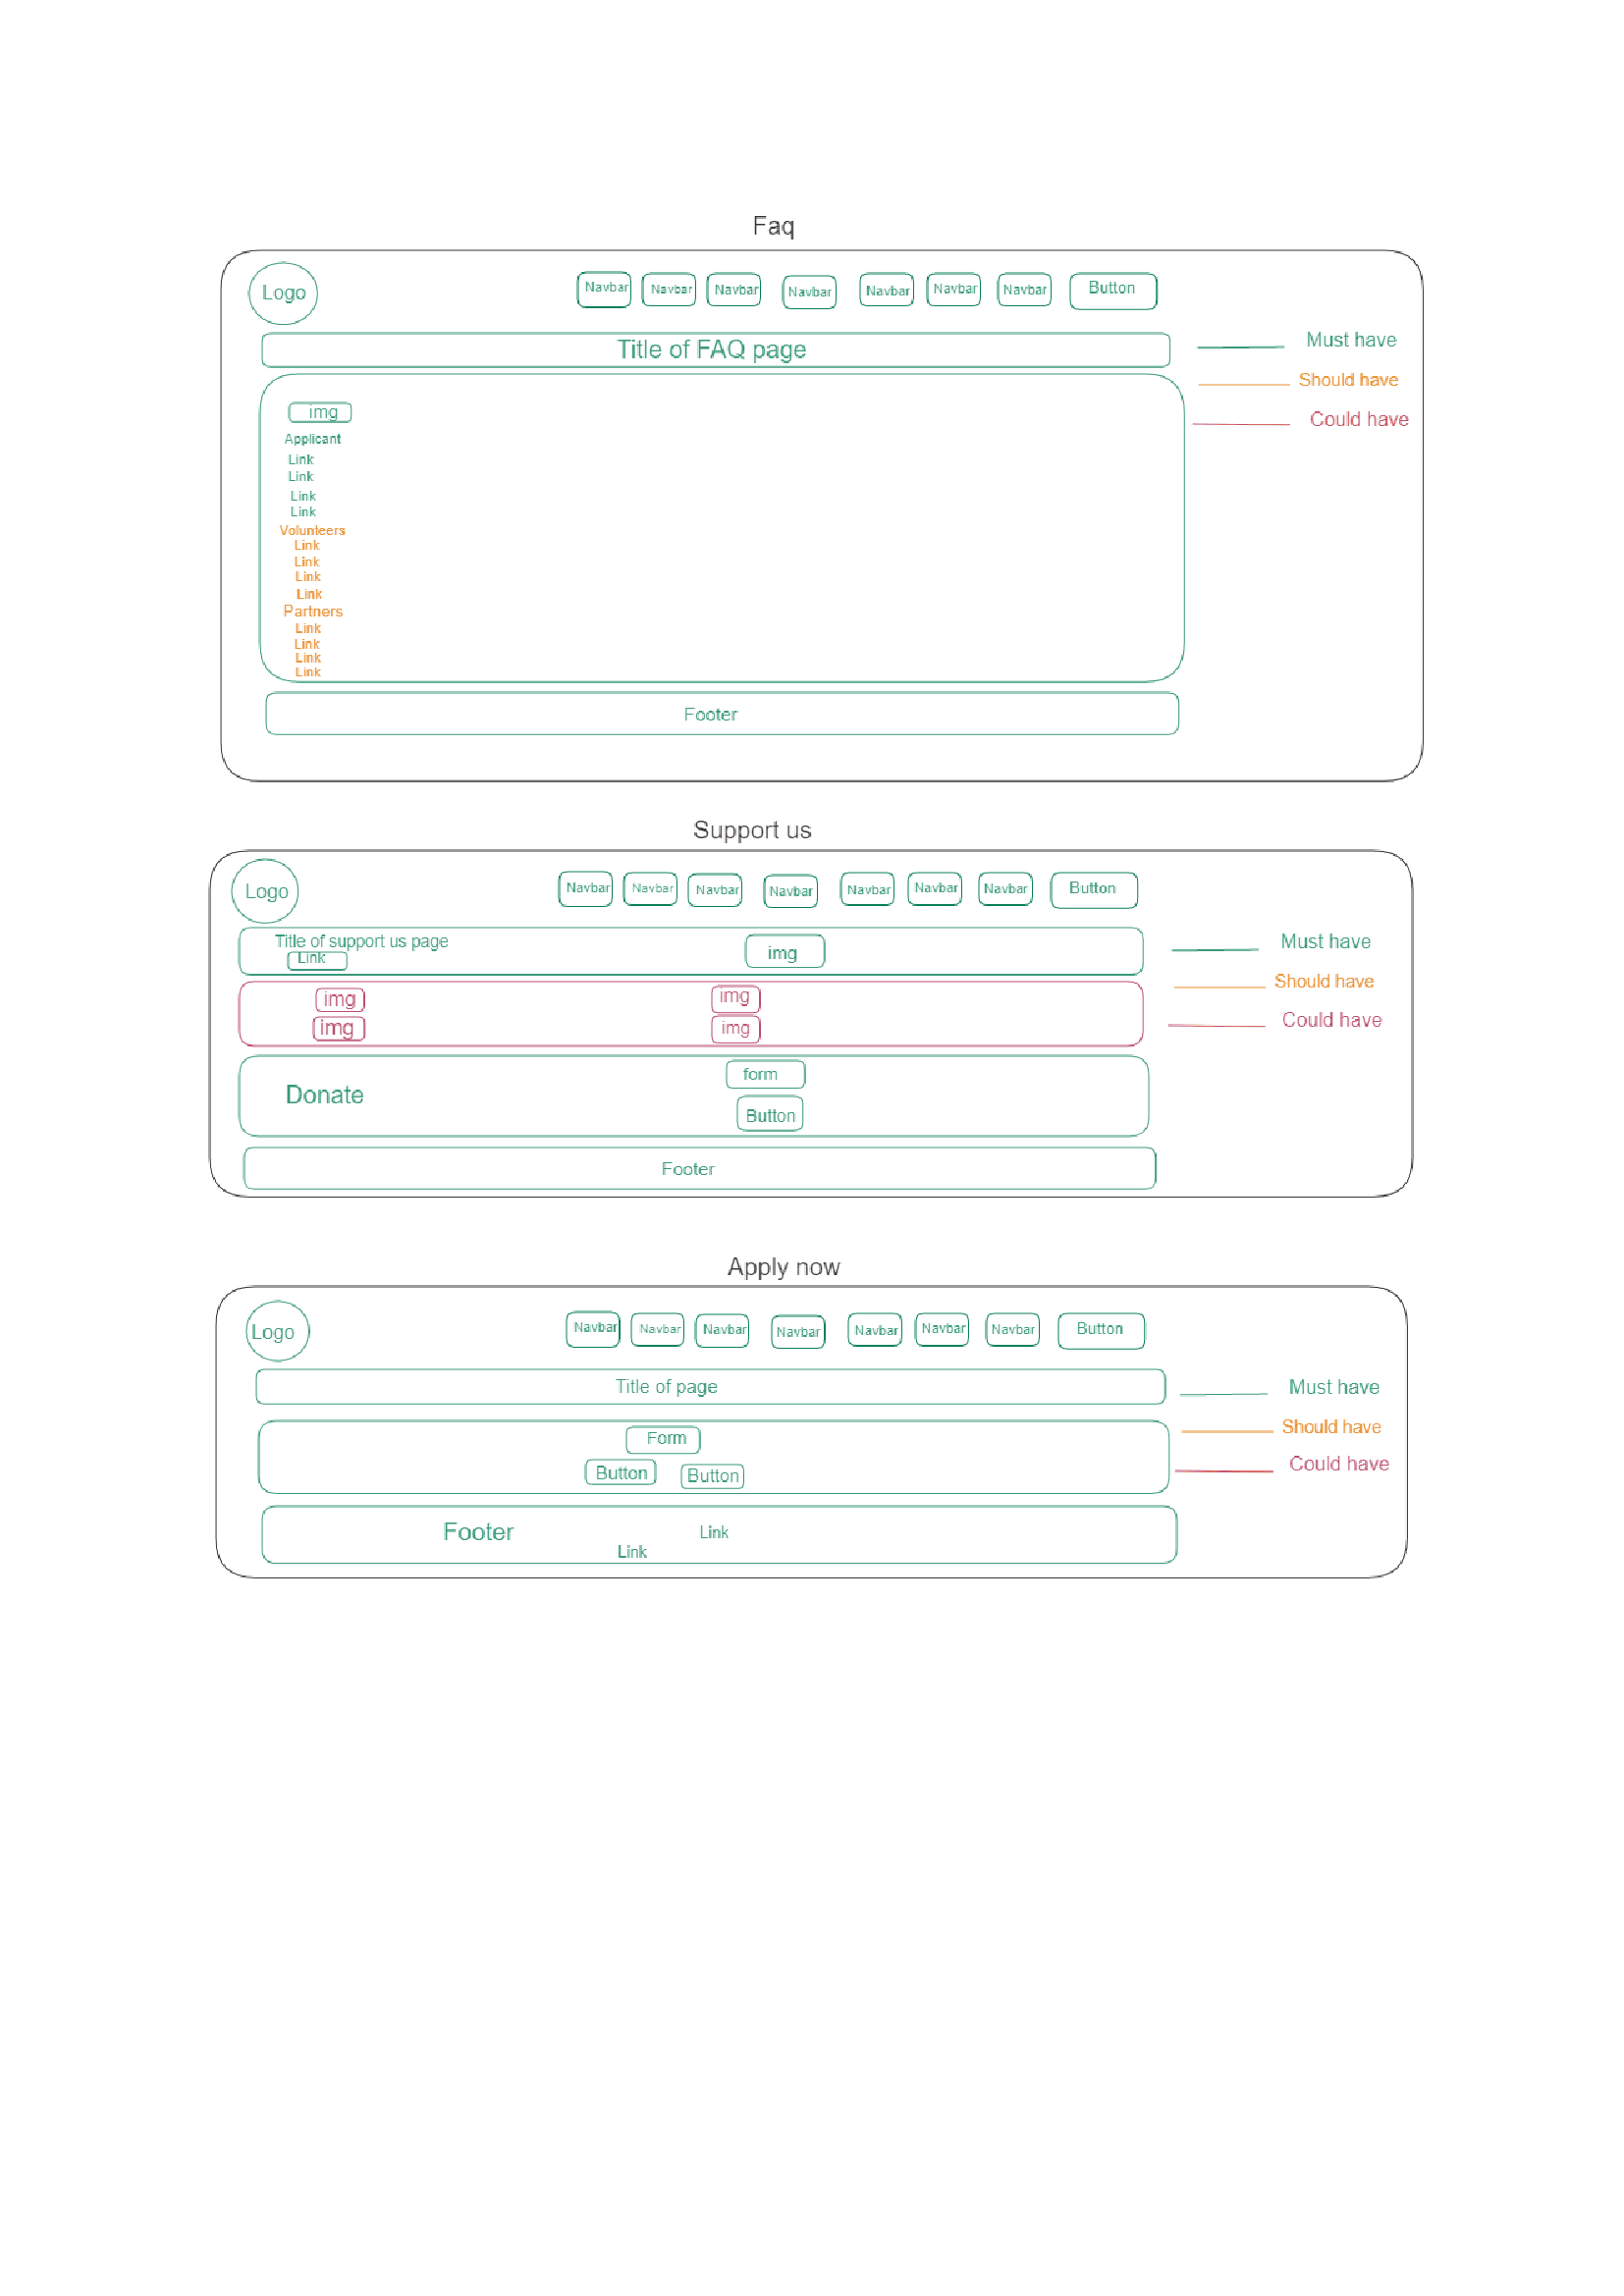 Faq
Logo
Navbar Navbar Navbar Navbar Navbar Navbar Navbar Button
Title of FAQ page
Must have
Should have
Could have
img
Applicant
Link
Link
Link
Link
Volunteers
Link
Link
Link
Link
Partners
Link
Link
Link
Link
Footer
Support us
Logo
Navbar Navbar Navbar Navbar Navbar Navbar Navbar Button
Title of support us page
Link
img
Must have
Should have
Could have
img img
img img
Donate
form
Button
Footer
Apply now
Logo
Navbar Navbar Navbar Navbar Navbar Navbar Navbar Button
Title of page
Must have
Should have
Could have
Form
Button Button
Footer
Link
Link